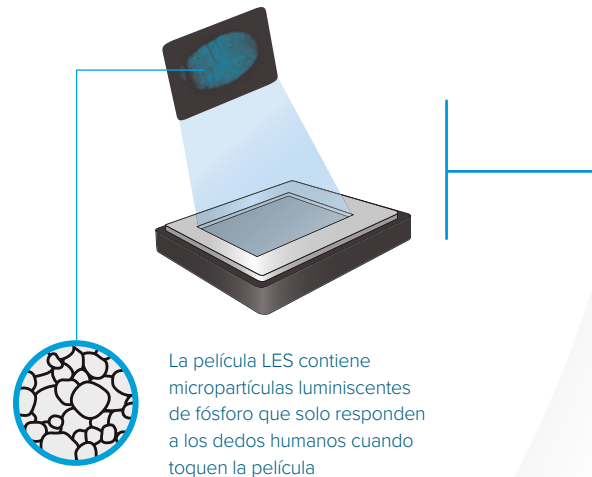 La película LES contiene
micropartículas luminiscentes
de fósforo que solo responden
a los dedos humanos cuando
toquen la película